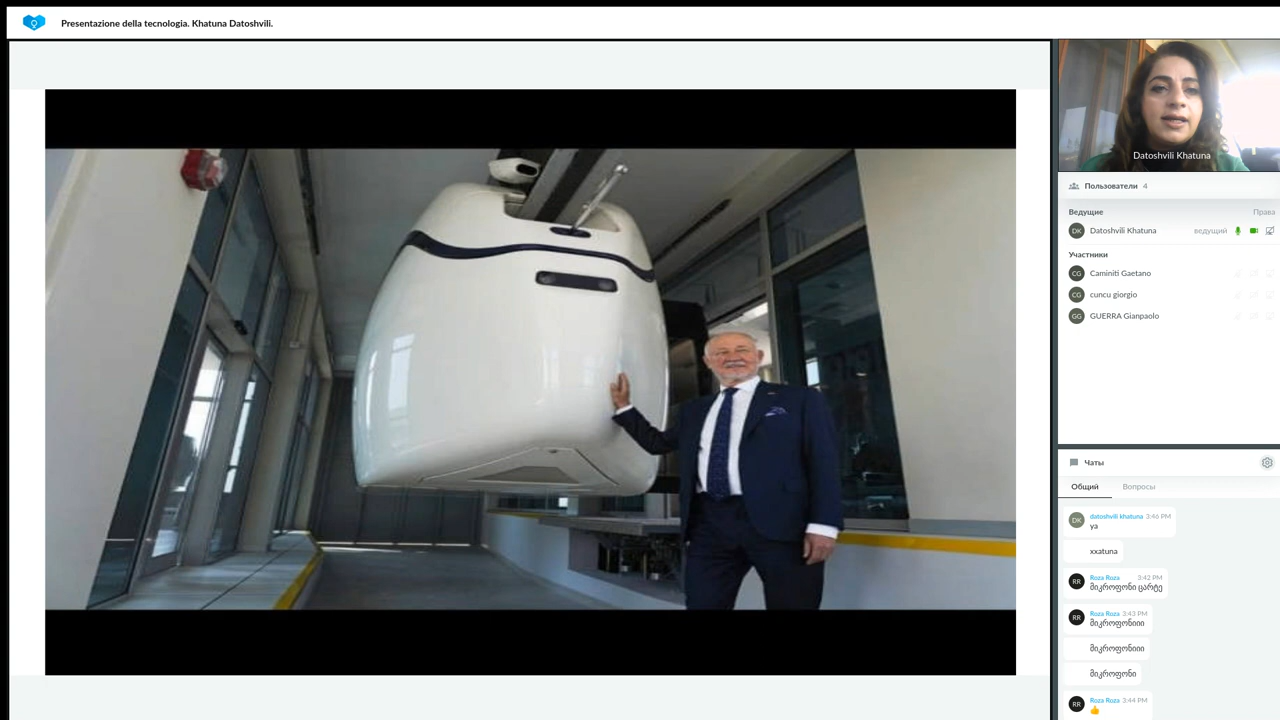 Presentazione della tecnologia. Khatuna Datoshvili.
Datoshvili Khatuna
Пользователи 4
Ведущие Права
DK Datoshvili Khatuna ведущий
Участники
CG Caminiti Gaetano
CG cuncu giorgio
GG GUERRA Gianpaolo
Чаты
Общий Вопросы
DK datoshvili khatuna 3:46 PM
ya
xxatuna
RR Roza Roza 3:42 PM
მიკროფონი ცარტე
RR Roza Roza 3:43 PM
მიკროფონიიი
მიკროფონიიი
მიკროფონი
RR Roza Roza 3:44 PM
👍